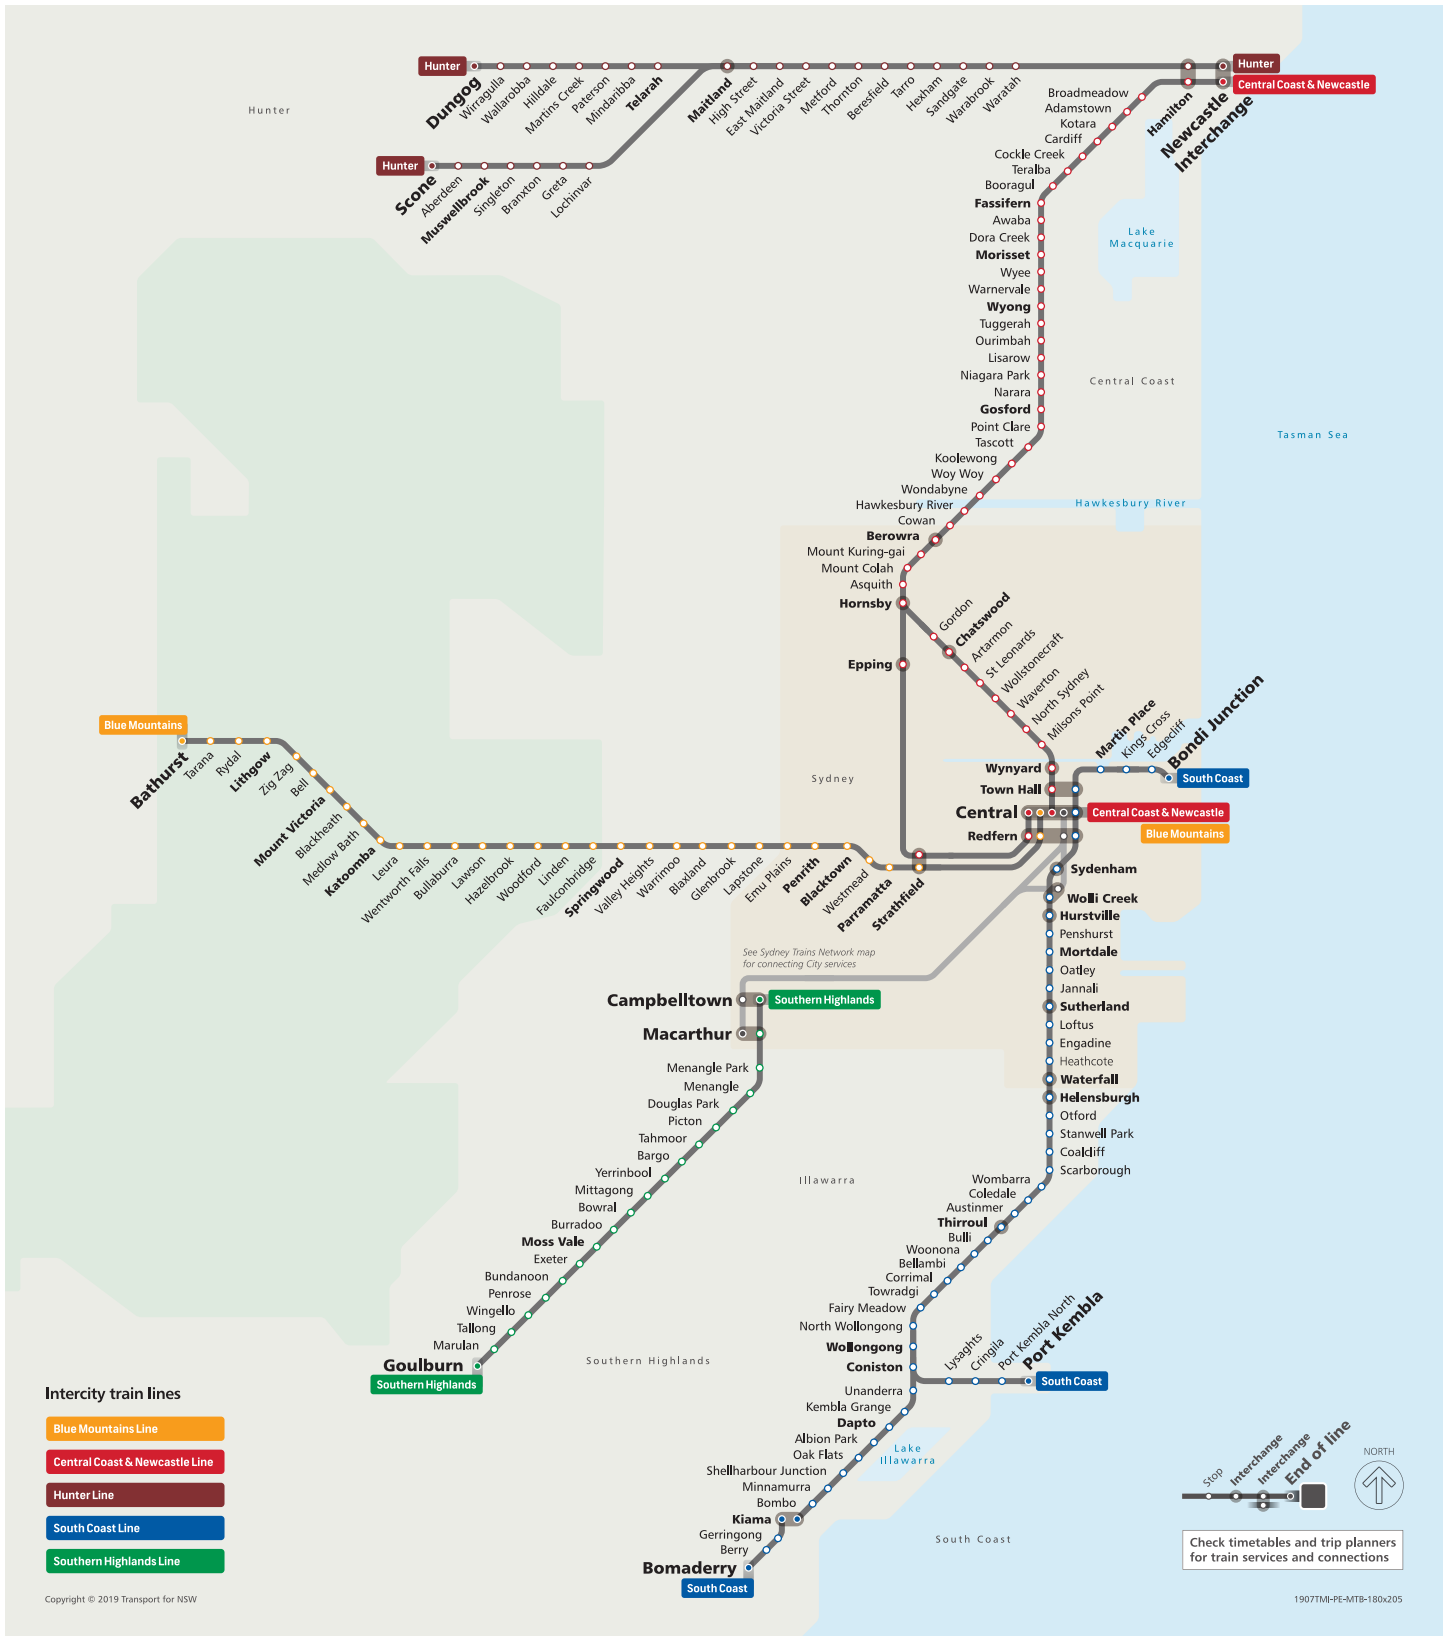 Hunter
Dungog
Wirragulla
Wallarobba
Hilldale
Martins Creek
Paterson
Mindaribba
Telarah
Maitland
High Street
East Maitland
Victoria Street
Metford
Thornton
Beresfield
Tarro
Hexham
Sandgate
Warabrook
Waratah
Hamilton
Newcastle
Interchange
Hunter
Central Coast & Newcastle
Hunter
Hunter
Scone
Aberdeen
Muswellbrook
Singleton
Branxton
Greta
Lochinvar
Broadmeadow
Adamstown
Kotara
Cardiff
Cockle Creek
Teralba
Booragul
Fassifern
Awaba
Dora Creek
Morisset
Wyee
Warnervale
Wyong
Tuggerah
Ourimbah
Lisarow
Niagara Park
Narara
Gosford
Point Clare
Tascott
Koolewong
Woy Woy
Wondabyne
Hawkesbury River
Cowan
Berowra
Mount Kuring-gai
Mount Colah
Asquith
Hornsby
Lake
Macquarie
Central Coast
Tasman Sea
Hawkesbury River
Gordon
Chatswood
Artarmon
St Leonards
Wollstonecraft
Waverton
North Sydney
Milsons Point
Epping
Wynyard
Town Hall
Central
Redfern
Martin Place
Kings Cross
Edgecliff
Bondi Junction
South Coast
Central Coast & Newcastle
Blue Mountains
Sydney
Blue Mountains
Bathurst
Tarana
Rydal
Lithgow
Zig Zag
Bell
Mount Victoria
Blackheath
Medlow Bath
Katoomba
Leura
Wentworth Falls
Bullaburra
Lawson
Hazelbrook
Woodford
Linden
Faulconbridge
Springwood
Valley Heights
Warrimoo
Blaxland
Glenbrook
Lapstone
Emu Plains
Penrith
Blacktown
Westmead
Parramatta
Strathfield
Sydenham
Wolli Creek
Hurstville
Penshurst
Mortdale
Oatley
Jannali
Sutherland
Loftus
Engadine
Heathcote
Waterfall
Helensburgh
Otford
Stanwell Park
Coalcliff
Scarborough
Wombarra
Coledale
Austinmer
Thirroul
Bulli
Woonona
Bellambi
Corrimal
Towradgi
Fairy Meadow
North Wollongong
Wollongong
Coniston
Lysaghts
Cringila
Port Kembla North
Port Kembla
South Coast
Unanderra
Kembla Grange
Dapto
Albion Park
Oak Flats
Shellharbour Junction
Minnamurra
Bombo
Kiama
Gerringong
Berry
Bomaderry
South Coast
Lake
Illawarra
South Coast
Illawarra
See Sydney Trains Network map
for connecting City services
Campbelltown
Southern Highlands
Macarthur
Menangle Park
Menangle
Douglas Park
Picton
Tahmoor
Bargo
Yerrinbool
Mittagong
Bowral
Burradoo
Moss Vale
Exeter
Bundanoon
Penrose
Wingello
Tallong
Marulan
Goulburn
Southern Highlands
Southern Highlands
Intercity train lines
Blue Mountains Line
Central Coast & Newcastle Line
Hunter Line
South Coast Line
Southern Highlands Line
Copyright © 2019 Transport for NSW
Stop
Interchange
Interchange
End of line
NORTH
Check timetables and trip planners
for train services and connections
1907TMJ-PE-MTB-180x205